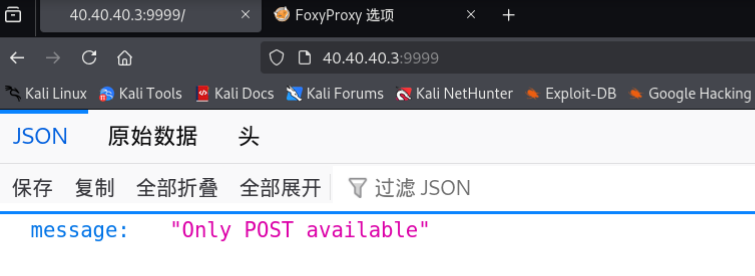 40.40.40.3:9999/ × FoxyProxy 选项 × +
40.40.40.3:9999
Kali Linux Kali Tools Kali Docs Kali Forums Kali NetHunter Exploit-DB Google Hacking
JSON 原始数据 头
保存 复制 全部折叠 全部展开 过滤 JSON
message: "Only POST available"